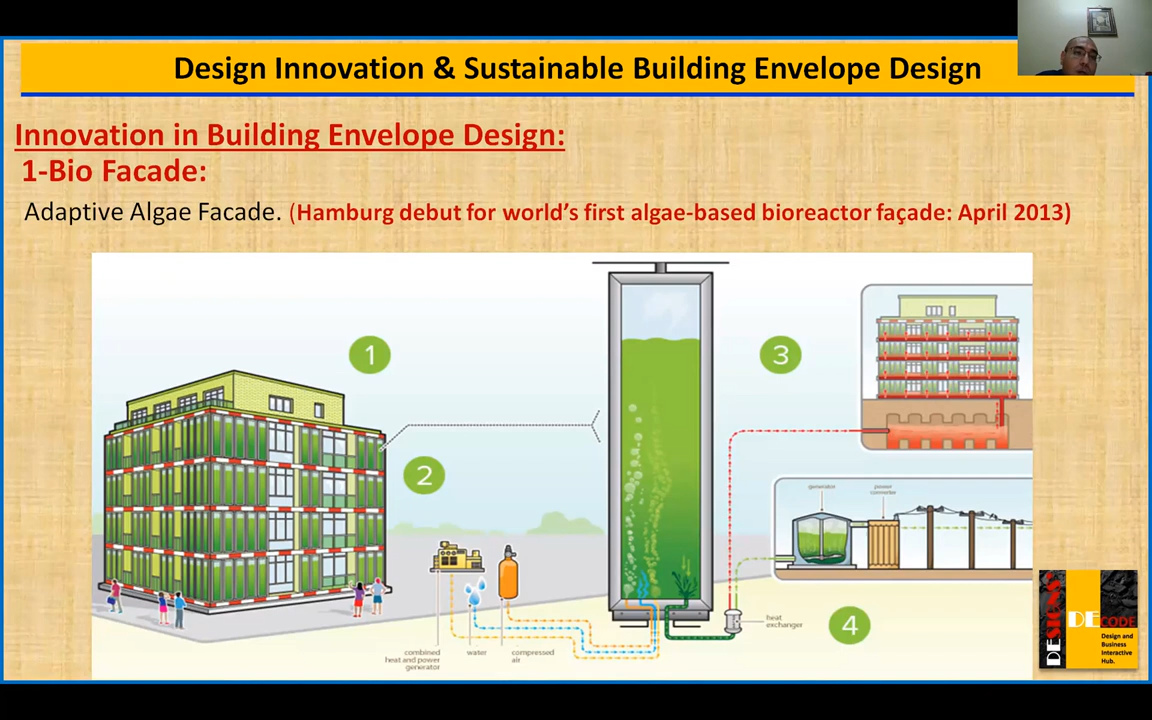 Design Innovation & Sustainable Building Envelope Design
Innovation in Building Envelope Design:
1-Bio Facade:
Adaptive Algae Facade. (Hamburg debut for world’s first algae-based bioreactor façade: April 2013)
1
2
3
4
generator
power
converter
combined
heat and power
generator
water
compressed
air
heat
exchanger
DESIGNS
DECODE
Design and
Business
Interactive
Hub.